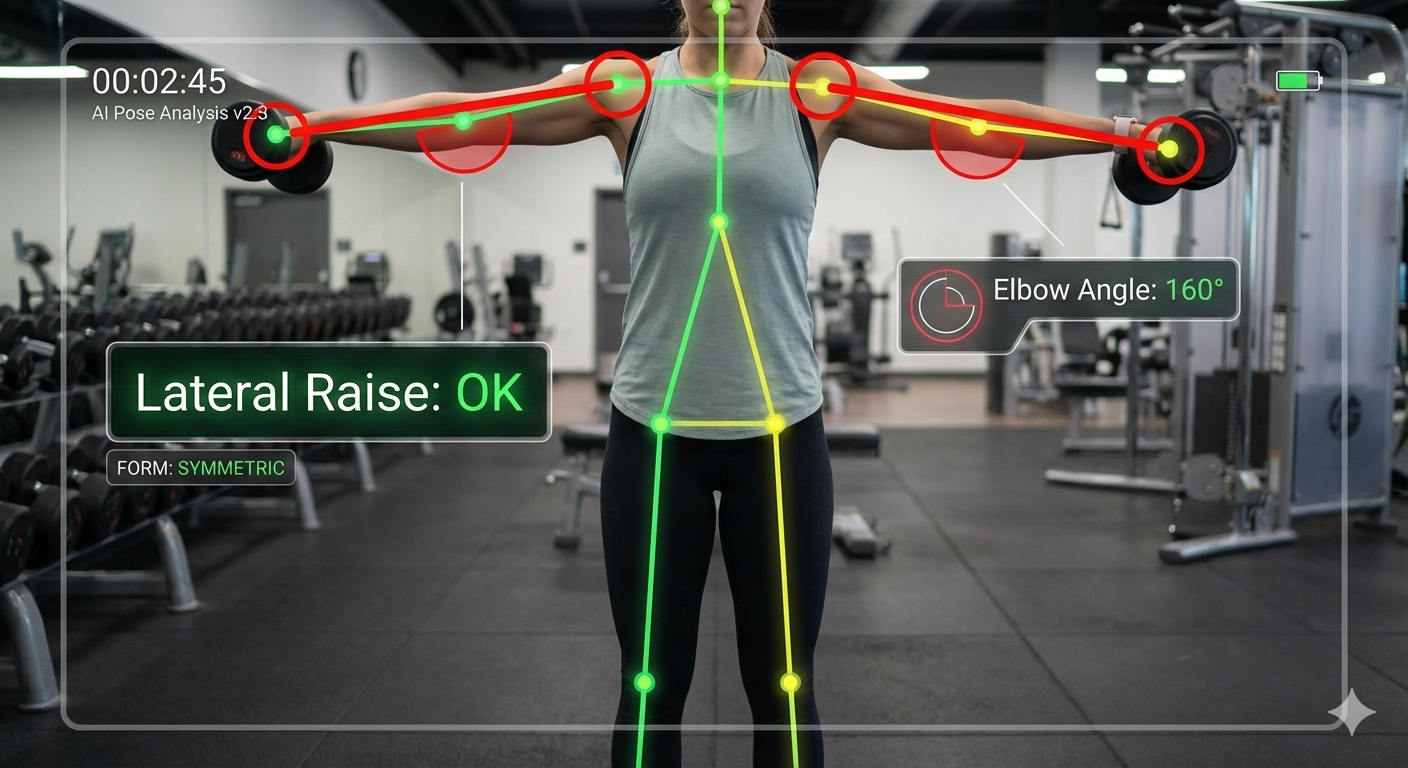 00:02:45
AI Pose Analysis v2.3
Elbow Angle: 160°
Lateral Raise: OK
FORM: SYMMETRIC